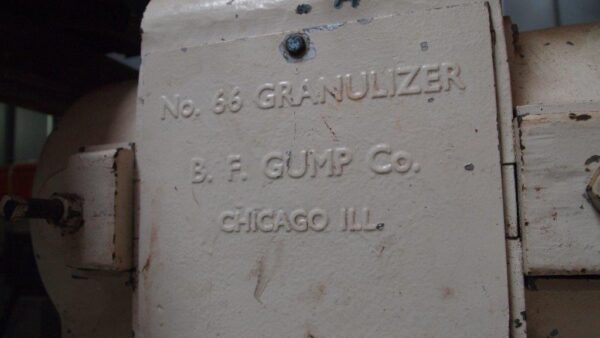 No. 66 GRANULIZER
B. F. GUMP Co.
CHICAGO ILL.